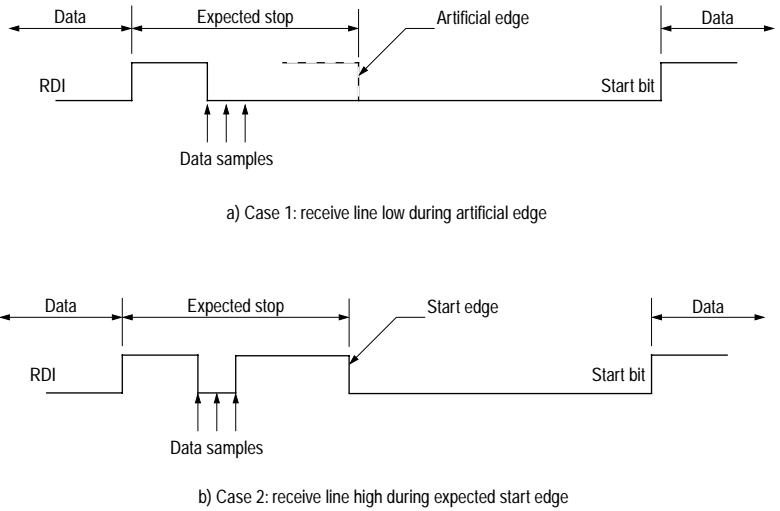 Data
Expected stop
Artificial edge
Data
RDI
Start bit
Data samples
a) Case 1: receive line low during artificial edge
Data
Expected stop
Start edge
Data
RDI
Start bit
Data samples
b) Case 2: receive line high during expected start edge